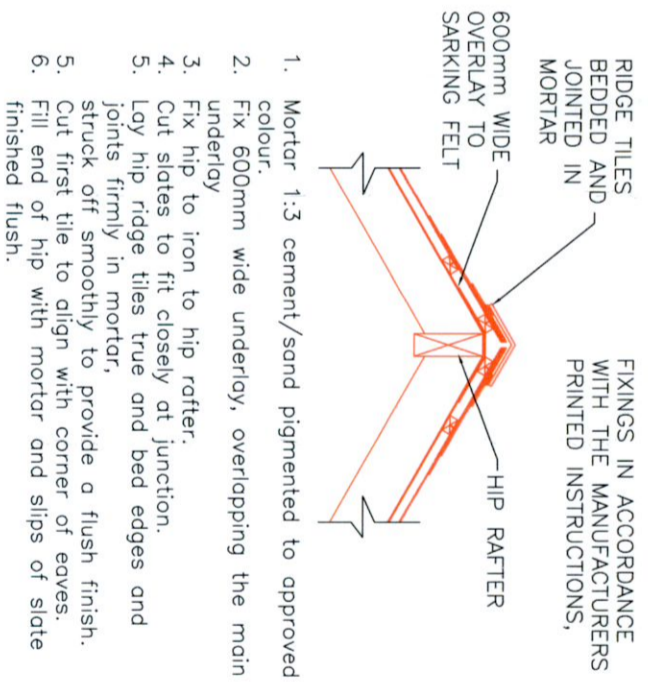 RIDGE TILES
BEDDED AND
JOINTED IN
MORTAR
600mm WIDE
OVERLAY TO
SARKING FELT
FIXINGS IN ACCORDANCE
WITH THE MANUFACTURERS
PRINTED INSTRUCTIONS,
HIP RAFTER
1. Mortar 1:3 cement/sand pigmented to approved
colour.
2. Fix 600mm wide underlay, overlapping the main
underlay
3. Fix hip to iron to hip rafter.
4. Cut slates to fit closely at junction.
5. Lay hip ridge tiles true and bed edges and
joints firmly in mortar,
struck off smoothly to provide a flush finish.
5. Cut first tile to align with corner of eaves.
6. Fill end of hip with mortar and slips of slate
finished flush.